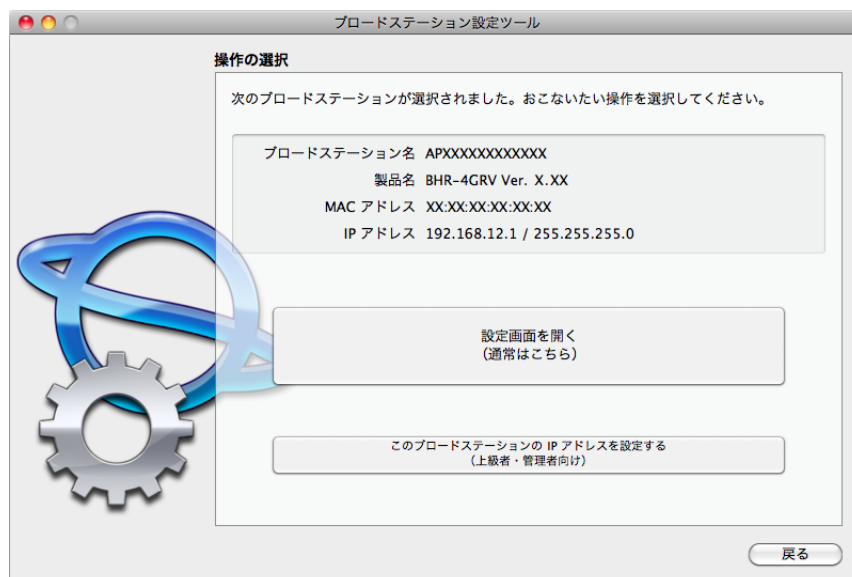 ブロードステーション設定ツール
操作の選択
次のブロードステーションが選択されました。おこないたい操作を選択してください。
ブロードステーション名 APXXXXXXXXXXXX
製品名 BHR-4GRV Ver. X.XX
MAC アドレス XX:XX:XX:XX:XX:XX
IP アドレス 192.168.12.1 / 255.255.255.0
設定画面を開く
(通常はこちら)
このブロードステーションの IP アドレスを設定する
(上級者・管理者向け)
戻る